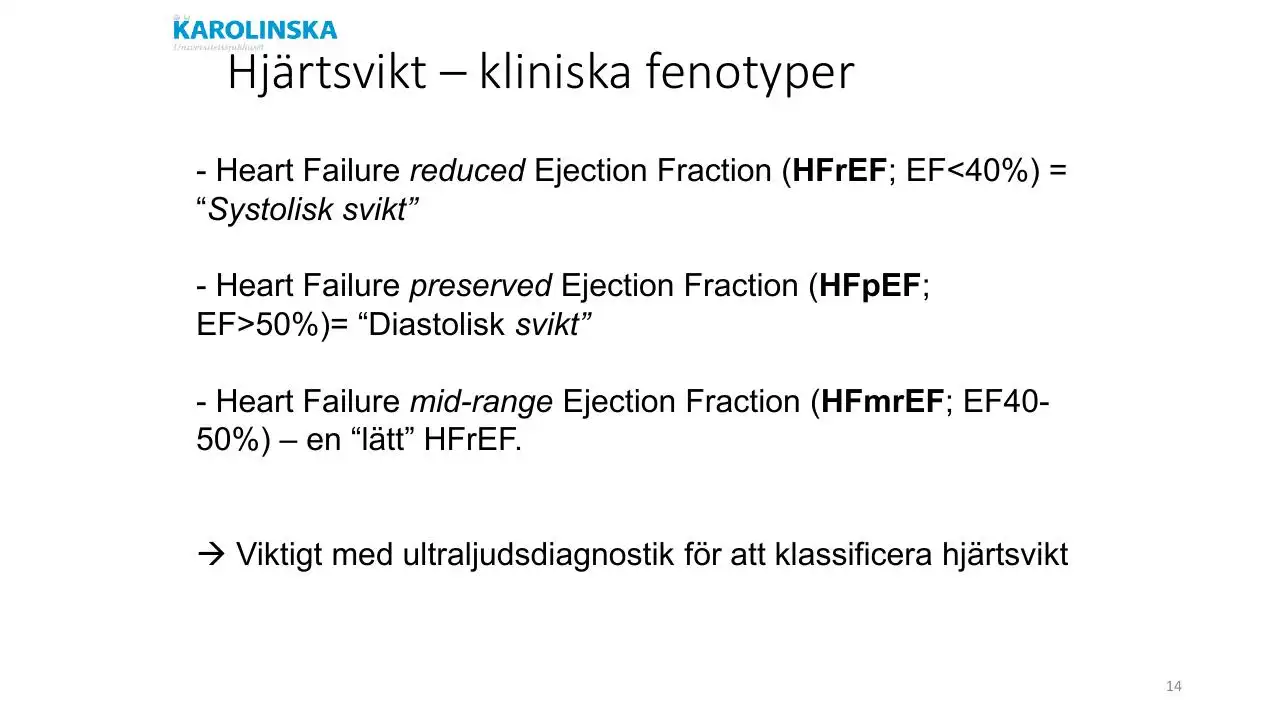 KAROLINSKA
Universitetssjukhuset
Hjärtsvikt – kliniska fenotyper
- Heart Failure reduced Ejection Fraction (HFrEF; EF<40%) =
“Systolisk svikt”
- Heart Failure preserved Ejection Fraction (HFpEF;
EF>50%)= “Diastolisk svikt”
- Heart Failure mid-range Ejection Fraction (HFmrEF; EF40-
50%) – en “lätt” HFrEF.
→ Viktigt med ultraljudsdiagnostik för att klassificera hjärtsvikt
14